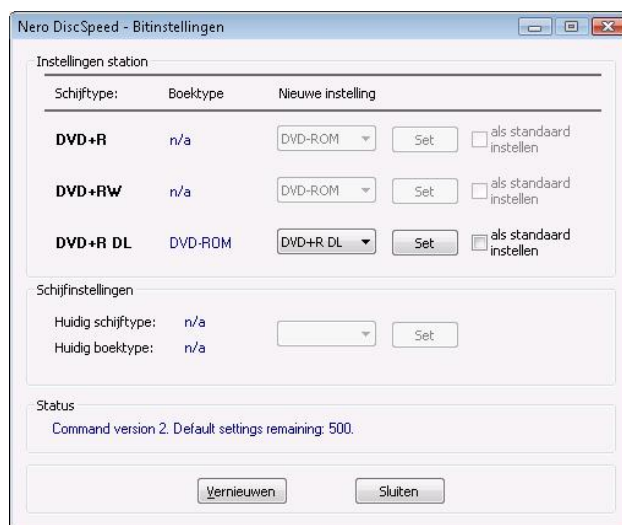 Nero DiscSpeed - Bitinstellingen
Instellingen station
Schijftype: Boektype Nieuwe instelling
DVD+R n/a DVD-ROM Set als standaard instellen
DVD+RW n/a DVD-ROM Set als standaard instellen
DVD+R DL DVD-ROM DVD+R DL Set als standaard instellen
Schijfinstellingen
Huidig schijftype: n/a Set
Huidig boektype: n/a
Status
Command version 2. Default settings remaining: 500.
Vernieuwen Sluiten